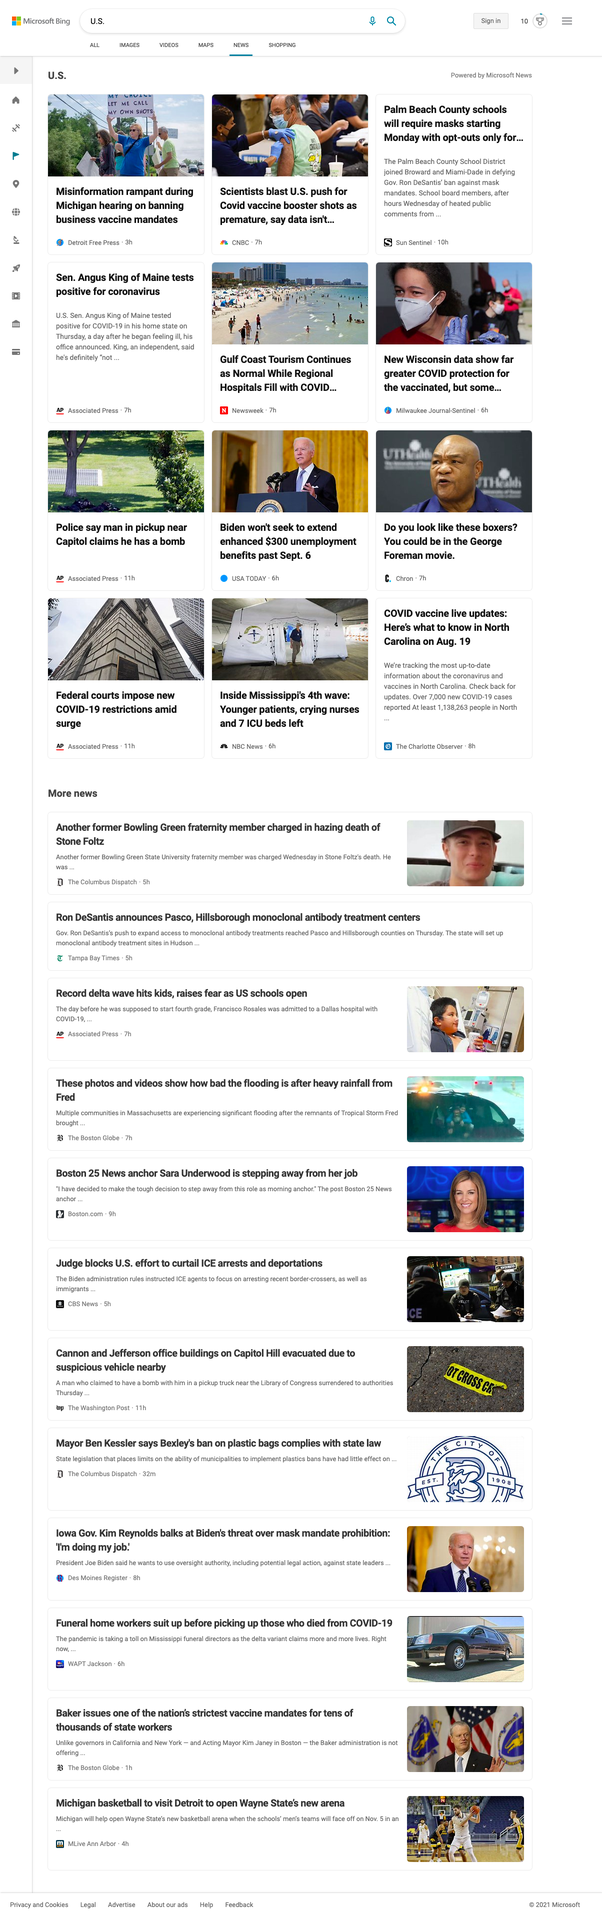 Microsoft Bing
U.S.
Sign in
10
ALL IMAGES VIDEOS MAPS NEWS SHOPPING
U.S.
Powered by Microsoft News
MY CHOICE
LET ME CALL
MY OWN SHOTS
Misinformation rampant during
Michigan hearing on banning
business vaccine mandates
Detroit Free Press · 3h
Scientists blast U.S. push for
Covid vaccine booster shots as
premature, say data isn't...
CNBC · 7h
Palm Beach County schools
will require masks starting
Monday with opt-outs only for...
The Palm Beach County School District
joined Broward and Miami-Dade in defying
Gov. Ron DeSantis' ban against mask
mandates. School board members, after
hours Wednesday of heated public
comments from ...
Sun Sentinel · 10h
Sen. Angus King of Maine tests
positive for coronavirus
U.S. Sen. Angus King of Maine tested
positive for COVID-19 in his home state on
Thursday, a day after he began feeling ill, his
office announced. King, an independent, said
he's definitely "not ...
AP Associated Press · 7h
Gulf Coast Tourism Continues
as Normal While Regional
Hospitals Fill with COVID...
N Newsweek · 7h
New Wisconsin data show far
greater COVID protection for
the vaccinated, but some...
Milwaukee Journal-Sentinel · 6h
Police say man in pickup near
Capitol claims he has a bomb
AP Associated Press · 11h
Biden won't seek to extend
enhanced $300 unemployment
benefits past Sept. 6
USA TODAY · 6h
UTHealth
Do you look like these boxers?
You could be in the George
Foreman movie.
Chron · 7h
Federal courts impose new
COVID-19 restrictions amid
surge
AP Associated Press · 11h
Inside Mississippi's 4th wave:
Younger patients, crying nurses
and 7 ICU beds left
NBC News · 6h
COVID vaccine live updates:
Here's what to know in North
Carolina on Aug. 19
We're tracking the most up-to-date
information about the coronavirus and
vaccines in North Carolina. Check back for
updates. Over 7,000 new COVID-19 cases
reported At least 1,138,263 people in North
...
The Charlotte Observer · 8h
More news
Another former Bowling Green fraternity member charged in hazing death of
Stone Foltz
Another former Bowling Green State University fraternity member was charged Wednesday in Stone Foltz's death. He
was ...
The Columbus Dispatch · 5h
Ron DeSantis announces Pasco, Hillsborough monoclonal antibody treatment centers
Gov. Ron DeSantis's push to expand access to monoclonal antibody treatments reached Pasco and Hillsborough counties on Thursday. The state will set up
monoclonal antibody treatment sites in Hudson ...
Tampa Bay Times · 5h
Record delta wave hits kids, raises fear as US schools open
The day before he was supposed to start fourth grade, Francisco Rosales was admitted to a Dallas hospital with
COVID-19, ...
AP Associated Press · 7h
These photos and videos show how bad the flooding is after heavy rainfall from
Fred
Multiple communities in Massachusetts are experiencing significant flooding after the remnants of Tropical Storm Fred
brought ...
The Boston Globe · 7h
Boston 25 News anchor Sara Underwood is stepping away from her job
"I have decided to make the tough decision to step away from this role as morning anchor." The post Boston 25 News
anchor ...
Boston.com · 9h
Judge blocks U.S. effort to curtail ICE arrests and deportations
The Biden administration rules instructed ICE agents to focus on arresting recent border-crossers, as well as
immigrants ...
CBS News · 5h
ICE
Cannon and Jefferson office buildings on Capitol Hill evacuated due to
suspicious vehicle nearby
A man who claimed to have a bomb with him in a pickup truck near the Library of Congress surrendered to authorities
Thursday ...
wp The Washington Post · 11h
OT CROSS CR
Mayor Ben Kessler says Bexley's ban on plastic bags complies with state law
State legislation that places limits on the ability of municipalities to implement plastics bans have had little effect on ...
The Columbus Dispatch · 32m
THE CITY OF
EST. B 1908
Iowa Gov. Kim Reynolds balks at Biden's threat over mask mandate prohibition:
'I'm doing my job.'
President Joe Biden said he wants to use oversight authority, including potential legal action, against state leaders ...
Des Moines Register · 8h
Funeral home workers suit up before picking up those who died from COVID-19
The pandemic is taking a toll on Mississippi funeral directors as the delta variant claims more and more lives. Right
now, ...
WAPT Jackson · 6h
Baker issues one of the nation's strictest vaccine mandates for tens of
thousands of state workers
Unlike governors in California and New York — and Acting Mayor Kim Janey in Boston — the Baker administration is not
offering ...
The Boston Globe · 1h
Michigan basketball to visit Detroit to open Wayne State's new arena
Michigan will help open Wayne State's new basketball arena when the schools' men's teams will face off on Nov. 5 in an
...
MLive Ann Arbor · 4h
Privacy and Cookies Legal Advertise About our ads Help Feedback
© 2021 Microsoft